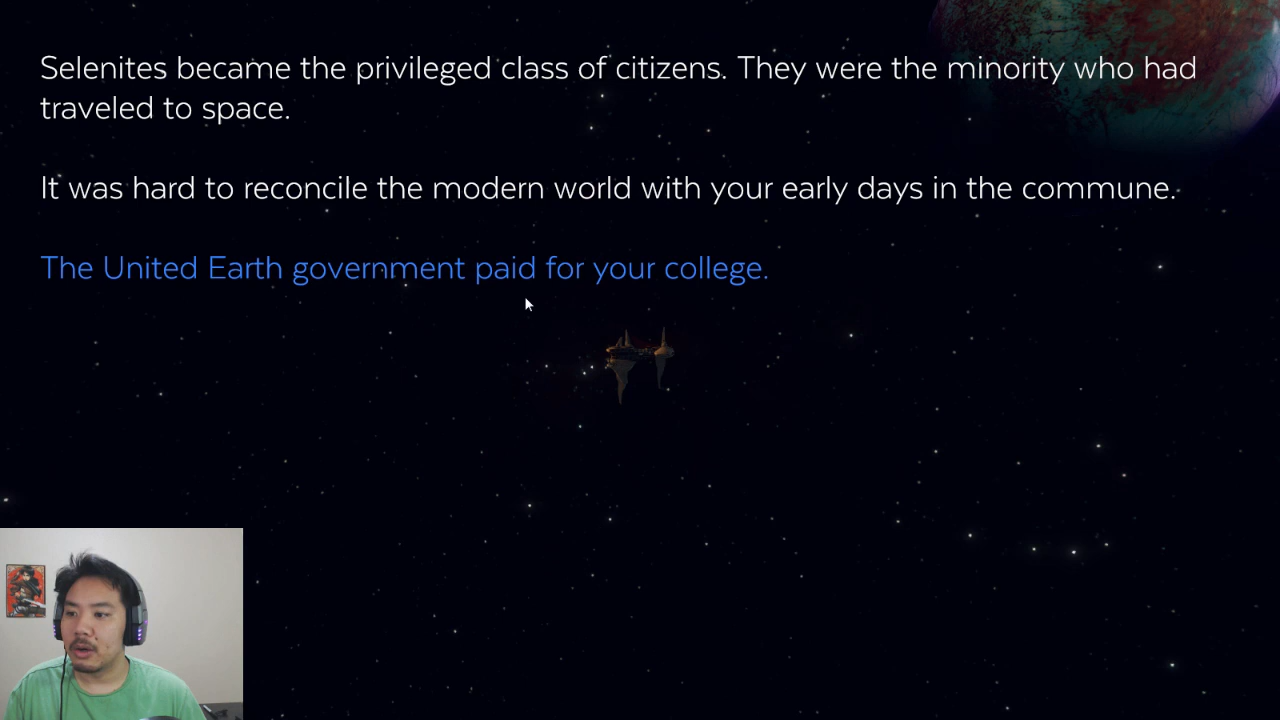 Selenites became the privileged class of citizens. They were the minority who had
traveled to space.
It was hard to reconcile the modern world with your early days in the commune.
The United Earth government paid for your college.